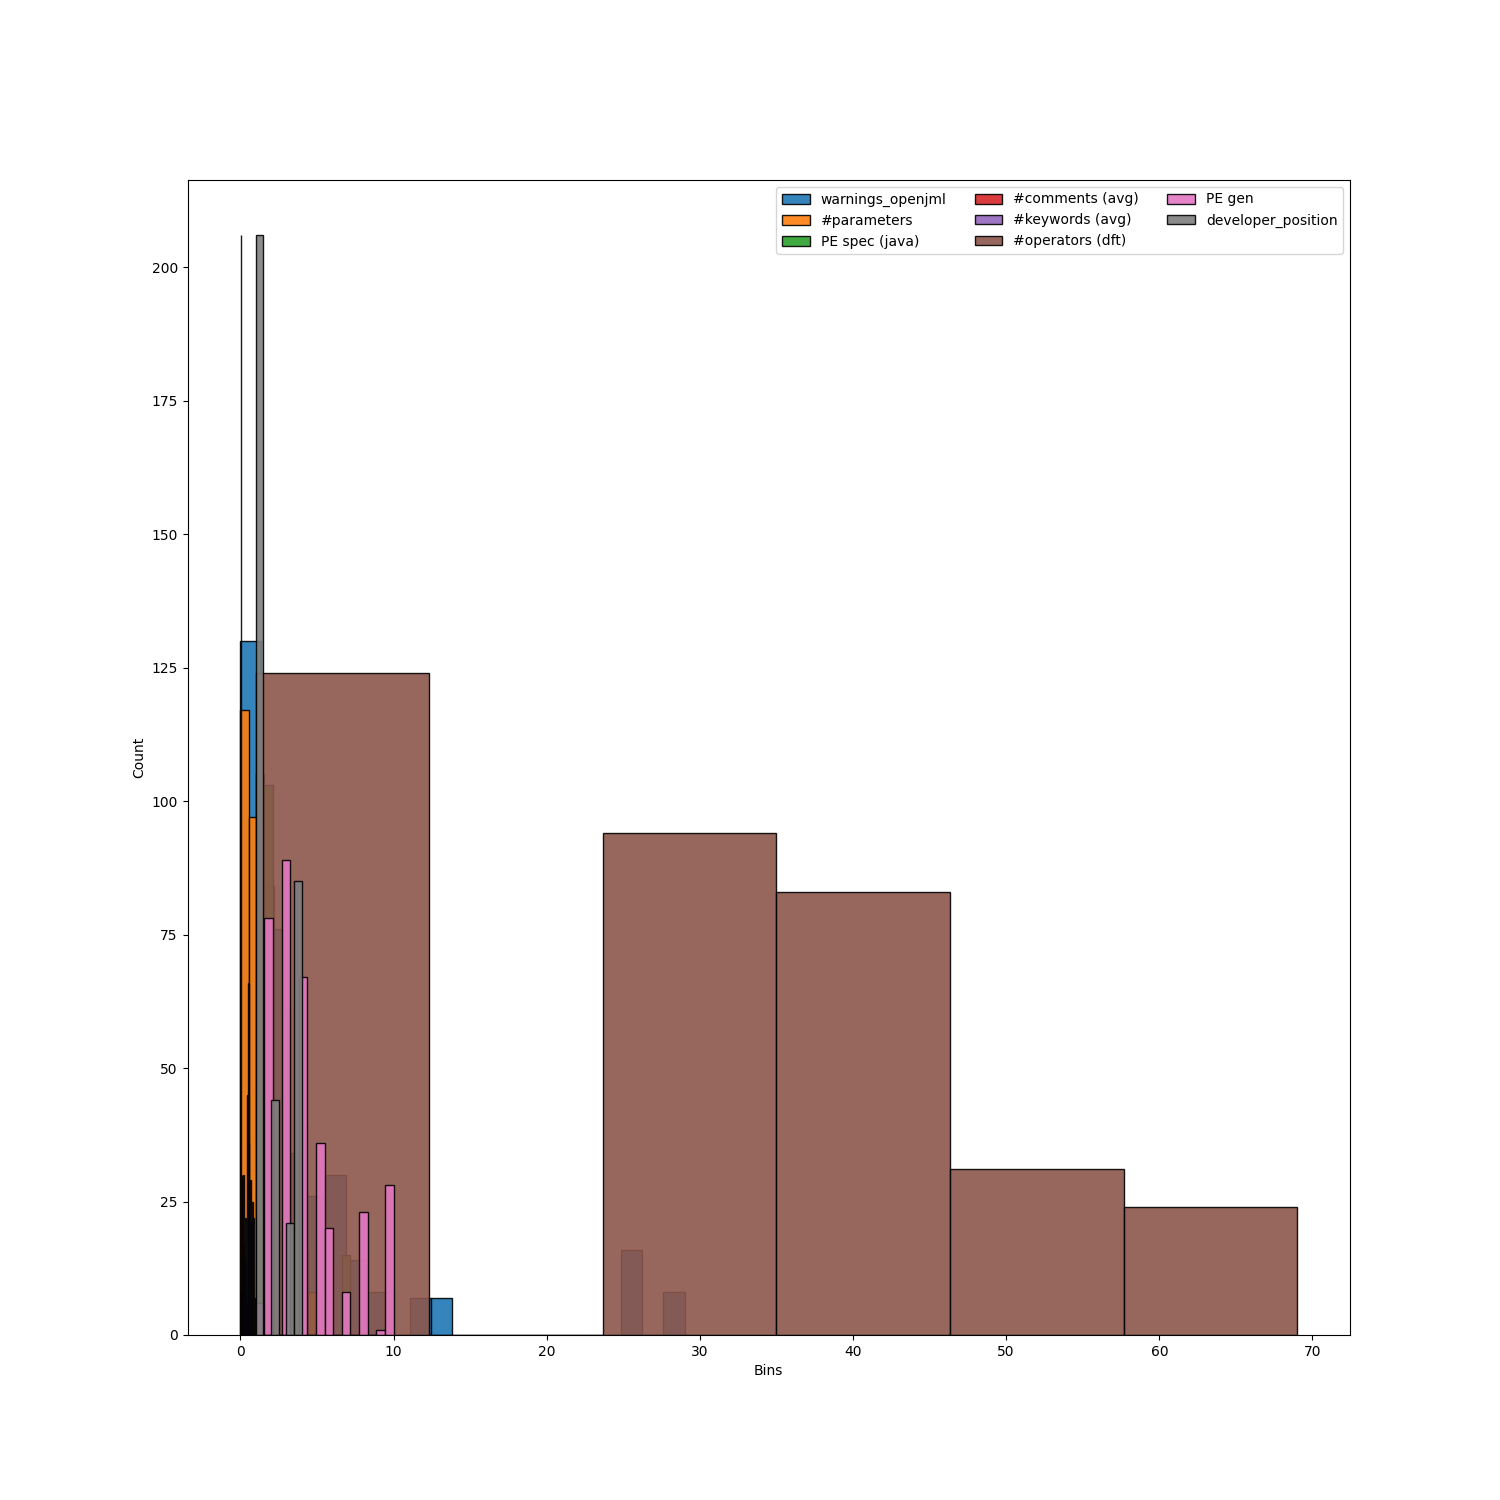 warnings_openjml
#parameters
PE spec (java)
#comments (avg)
#keywords (avg)
#operators (dft)
PE gen
developer_position
200
175
150
125
100
75
50
25
0
Count
0 10 20 30 40 50 60 70
Bins